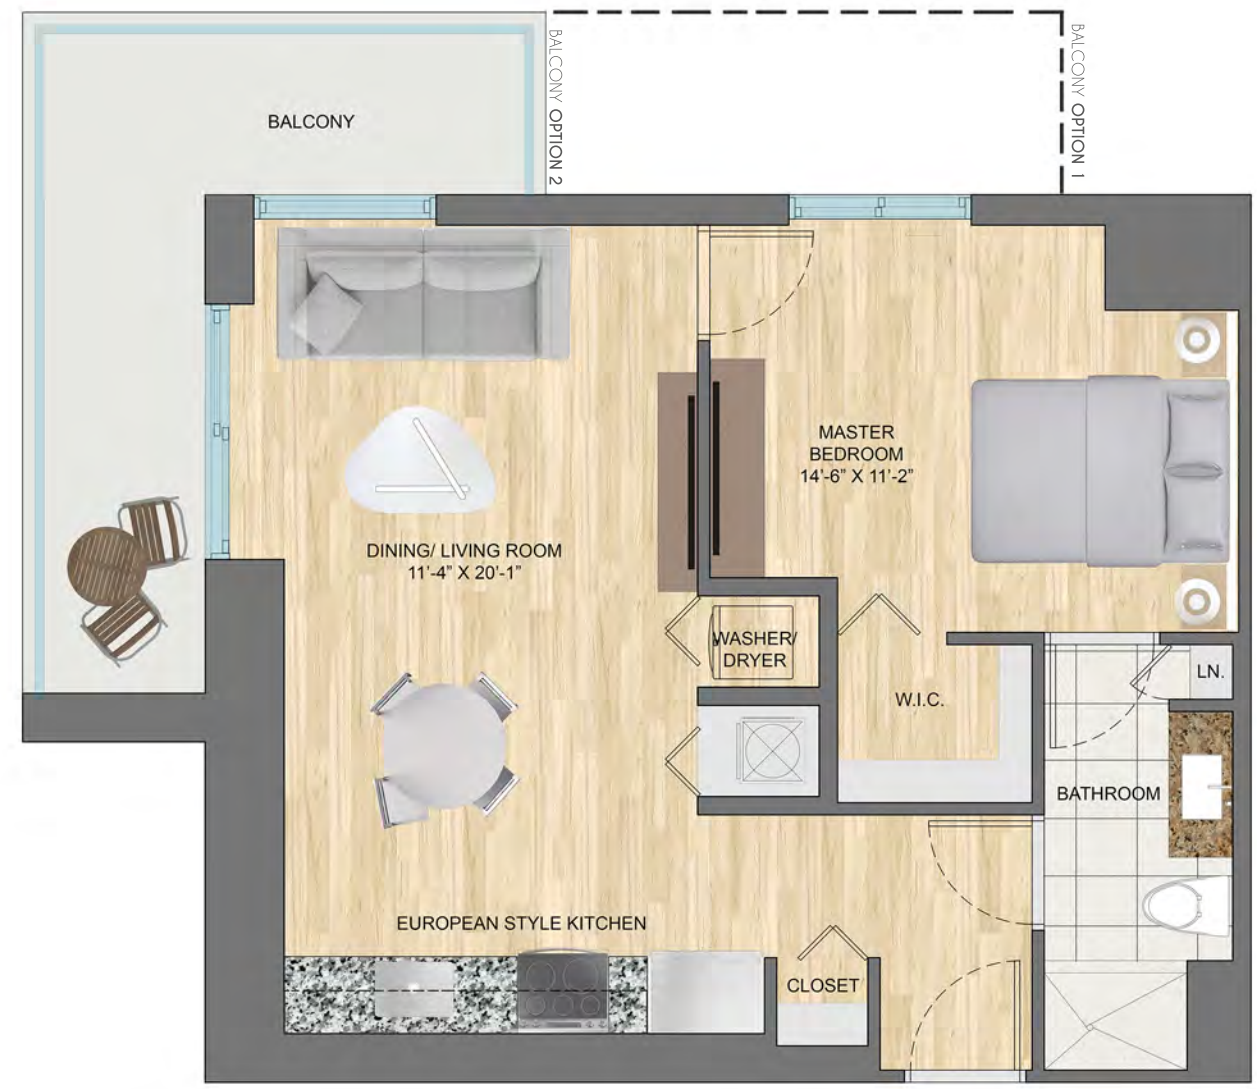 BALCONY
BALCONY OPTION 2
BALCONY OPTION 1
MASTER
BEDROOM
14'-6" X 11'-2"
DINING/ LIVING ROOM
11'-4" X 20'-1"
WASHER/
DRYER
W.I.C.
LN.
BATHROOM
EUROPEAN STYLE KITCHEN
CLOSET